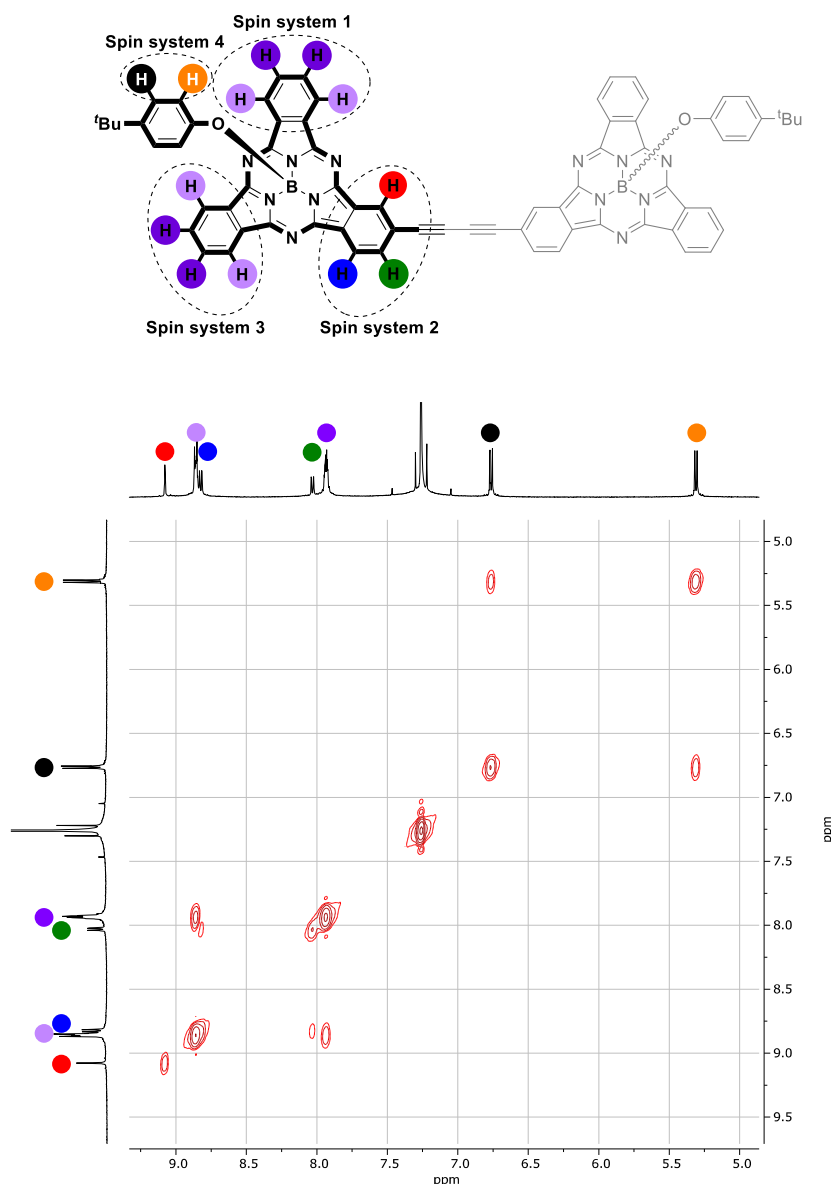 Spin system 1
Spin system 4
H H H H
H H
ᵗBu O
O ᵗBu
N N N
N N N
H H
B
B
N N
N N
H
N
N
H H H H
Spin system 3 Spin system 2
5.0
5.5
6.0
6.5
7.0
7.5
8.0
8.5
9.0
9.5
ppm
9.0 8.5 8.0 7.5 7.0 6.5 6.0 5.5 5.0
ppm